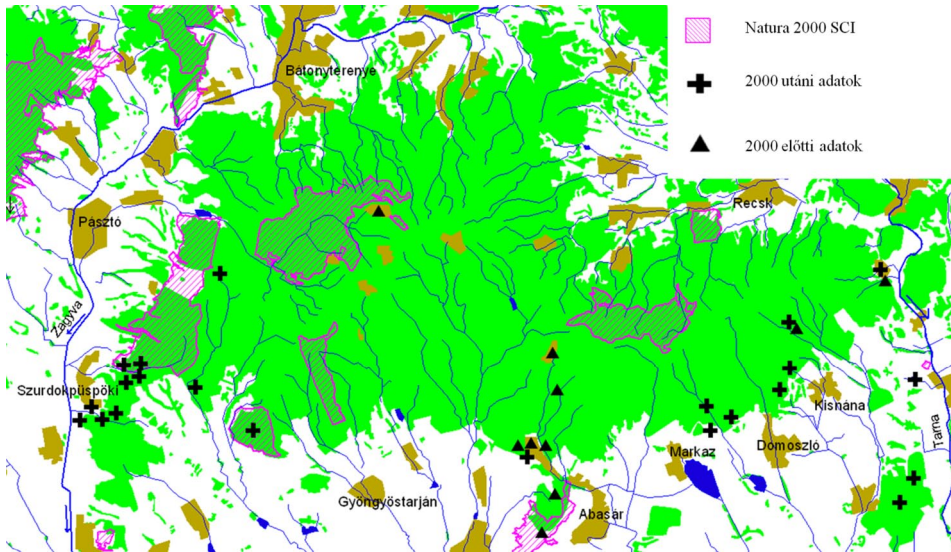 Natura 2000 SCI
2000 utáni adatok
2000 előtti adatok
Bátonyterenye
Pásztó
Recsk
Zagyva
Szurdokpüspöki
Kisnána
Tarna
Markaz
Domoszló
Gyöngyöstarján
Abasár